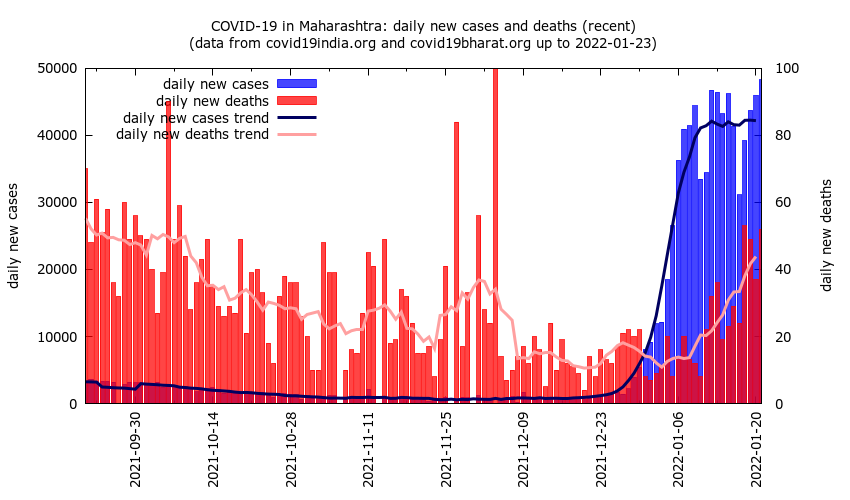 COVID-19 in Maharashtra: daily new cases and deaths (recent)
(data from covid19india.org and covid19bharat.org up to 2022-01-23)
daily new cases
daily new deaths
daily new cases trend
daily new deaths trend
50000
40000
30000
20000
10000
0
daily new cases
100
80
60
40
20
0
daily new deaths
2021-09-30
2021-10-14
2021-10-28
2021-11-11
2021-11-25
2021-12-09
2021-12-23
2022-01-06
2022-01-20